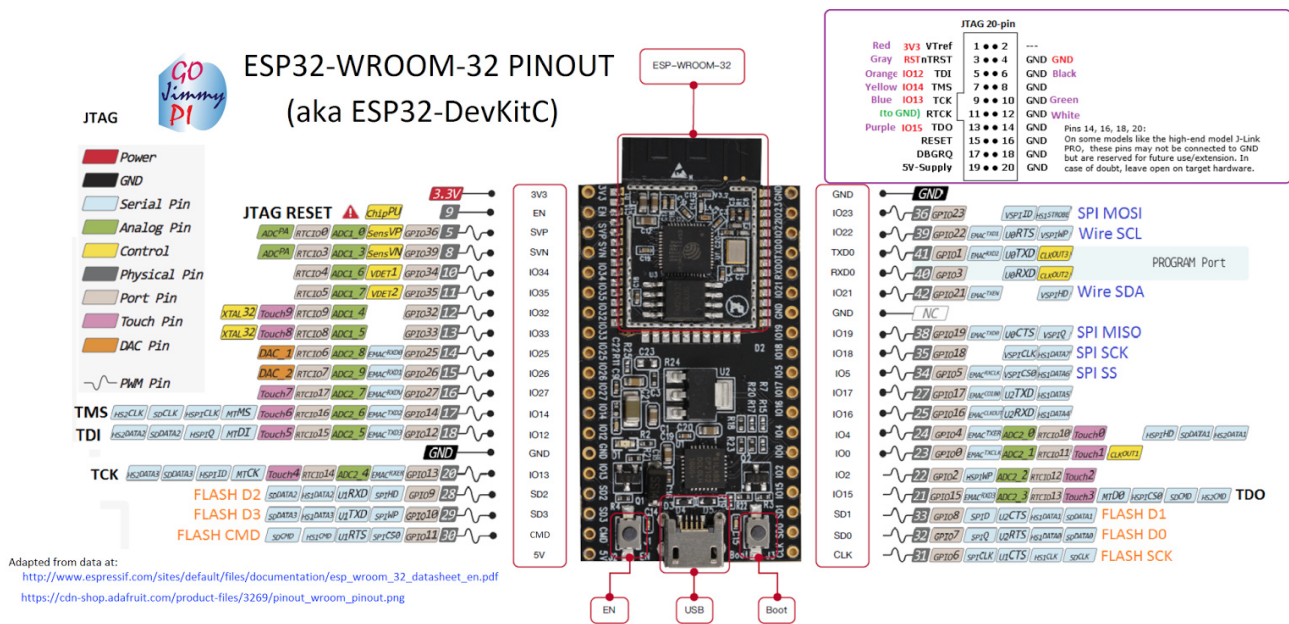 GO
Jimmy
PI
ESP32-WROOM-32 PINOUT
(aka ESP32-DevKitC)
ESP-WROOM-32
JTAG 20-pin
Red 3V3 VTref 1 2 ---
Gray RST nTRST 3 4 GND GND
Orange IO12 TDI 5 6 GND Black
Yellow IO14 TMS 7 8 GND
Blue IO13 TCK 9 10 GND Green
(to GND) RTCK 11 12 GND White
Purple IO15 TDO 13 14 GND
RESET 15 16 GND
DBGRQ 17 18 GND
5V-Supply 19 20 GND
Pins 14, 16, 18, 20:
On some models like the high-end model J-Link
PRO, these pins may not be connected to GND
but are reserved for future use/extension. In
case of doubt, leave open on target hardware.
JTAG
Power
GND
Serial Pin
Analog Pin
Control
Physical Pin
Port Pin
Touch Pin
DAC Pin
PWM Pin
3.3V 3V3
JTAG RESET ChipPU 9 EN
ADCPA RTCIO0 ADC1_0 SensVP GPIO36 5 SVP
ADCPA RTCIO3 ADC1_3 SensVN GPIO39 8 SVN
RTCIO4 ADC1_6 VDET1 GPIO34 10 IO34
RTCIO5 ADC1_7 VDET2 GPIO35 11 IO35
XTAL32 Touch9 RTCIO9 ADC1_4 GPIO32 12 IO32
XTAL32 Touch8 RTCIO8 ADC1_5 GPIO33 13 IO33
DAC_1 RTCIO6 ADC2_8 EMACRXD0 GPIO25 14 IO25
DAC_2 RTCIO7 ADC2_9 EMACRXD1 GPIO26 15 IO26
Touch7 RTCIO17 ADC2_7 EMACRXDV GPIO27 16 IO27
TMS HS2CLK SDCLK HSPICLK MTMS Touch6 RTCIO16 ADC2_6 EMACTXD2 GPIO14 17 IO14
TDI HS2DATA2 SDDATA2 HSPIQ MTDI Touch5 RTCIO15 ADC2_5 EMACTXD3 GPIO12 18 IO12
GND GND
TCK HS2DATA3 SDDATA3 HSPIID MTCK Touch4 RTCIO14 ADC2_4 EMACRXER GPIO13 20 IO13
FLASH D2 SDDATA2 HS1DATA2 U1RXD SPIHD GPIO9 28 SD2
FLASH D3 SDDATA3 HS1DATA3 U1TXD SPIWP GPIO10 29 SD3
FLASH CMD SDCMD HS1CMD U1RTS SPICS0 GPIO11 30 CMD
5V
GND GND
IO23 36 GPIO23 VSPIID HS1STROBE SPI MOSI
IO22 39 GPIO22 EMACTXD1 U0RTS VSPIWP Wire SCL
TXD0 41 GPIO1 EMACRXD2 U0TXD CLKOUT3 PROGRAM Port
RXD0 40 GPIO3 U0RXD CLKOUT2
IO21 42 GPIO21 EMACTXEN VSPIHD Wire SDA
GND NC
IO19 38 GPIO19 EMACTXD0 U0CTS VSPIQ SPI MISO
IO18 35 GPIO18 VSPICLK HS1DATA7 SPI SCK
IO5 34 GPIO5 EMACRXCLK VSPICS0 HS1DATA6 SPI SS
IO17 27 GPIO17 U2TXD HS1DATA5
IO16 25 GPIO16 EMACCLKOUT U2RXD HS1DATA4
IO4 24 GPIO4 EMACTXER ADC2_0 RTCIO10 Touch0 HSPIHD SDDATA1 HS2DATA1
IO0 23 GPIO0 EMACTXCLK ADC2_1 RTCIO11 Touch1 CLKOUT1
IO2 22 GPIO2 HSPIWP ADC2_2 RTCIO12 Touch2
IO15 21 GPIO15 EMACRXD3 ADC2_3 RTCIO13 Touch3 MTD0 HSPICS0 SDCMD HS2CMD TDO
SD1 33 GPIO8 SPID U2CTS HS1DATA1 SDDATA1 FLASH D1
SD0 32 GPIO7 SPIQ U2RTS HS1DATA0 SDDATA0 FLASH D0
CLK 31 GPIO6 SPICLK U1CTS HS1CLK SDCLK FLASH SCK
EN
USB
Boot
Adapted from data at:
http://www.espressif.com/sites/default/files/documentation/esp_wroom_32_datasheet_en.pdf
https://cdn-shop.adafruit.com/product-files/3269/pinout_wroom_pinout.png